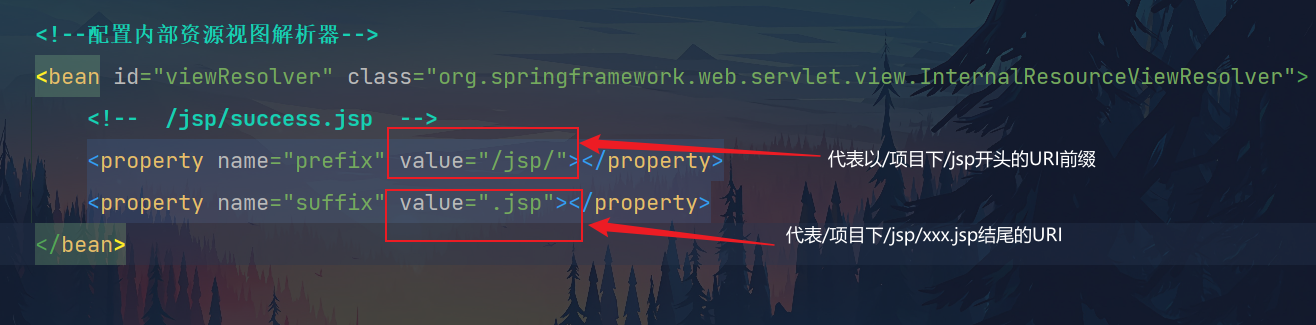 <!--配置内部资源视图解析器-->
<bean id="viewResolver" class="org.springframework.web.servlet.view.InternalResourceViewResolver">
<!--  /jsp/success.jsp  -->
<property name="prefix" value="/jsp/"></property>
代表以/项目下/jsp开头的URI前缀
<property name="suffix" value=".jsp"></property>
代表/项目下/jsp/xxx.jsp结尾的URI
</bean>